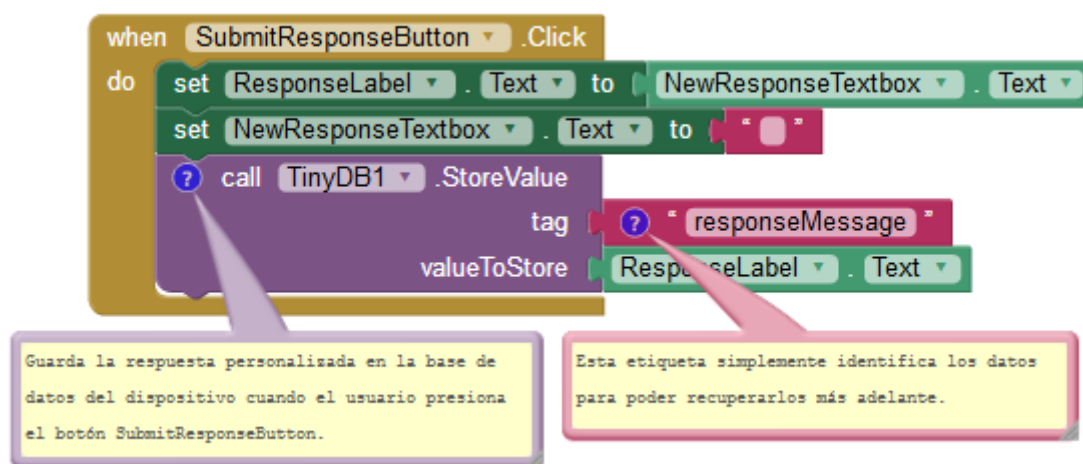 when SubmitResponseButton .Click
do set ResponseLabel . Text to NewResponseTextbox . Text
set NewResponseTextbox . Text to “ ”
? call TinyDB1 .StoreValue
tag ? “ responseMessage ”
valueToStore ResponseLabel . Text
Guarda la respuesta personalizada en la base de
datos del dispositivo cuando el usuario presiona
el botón SubmitResponseButton.
Esta etiqueta simplemente identifica los datos
para poder recuperarlos más adelante.